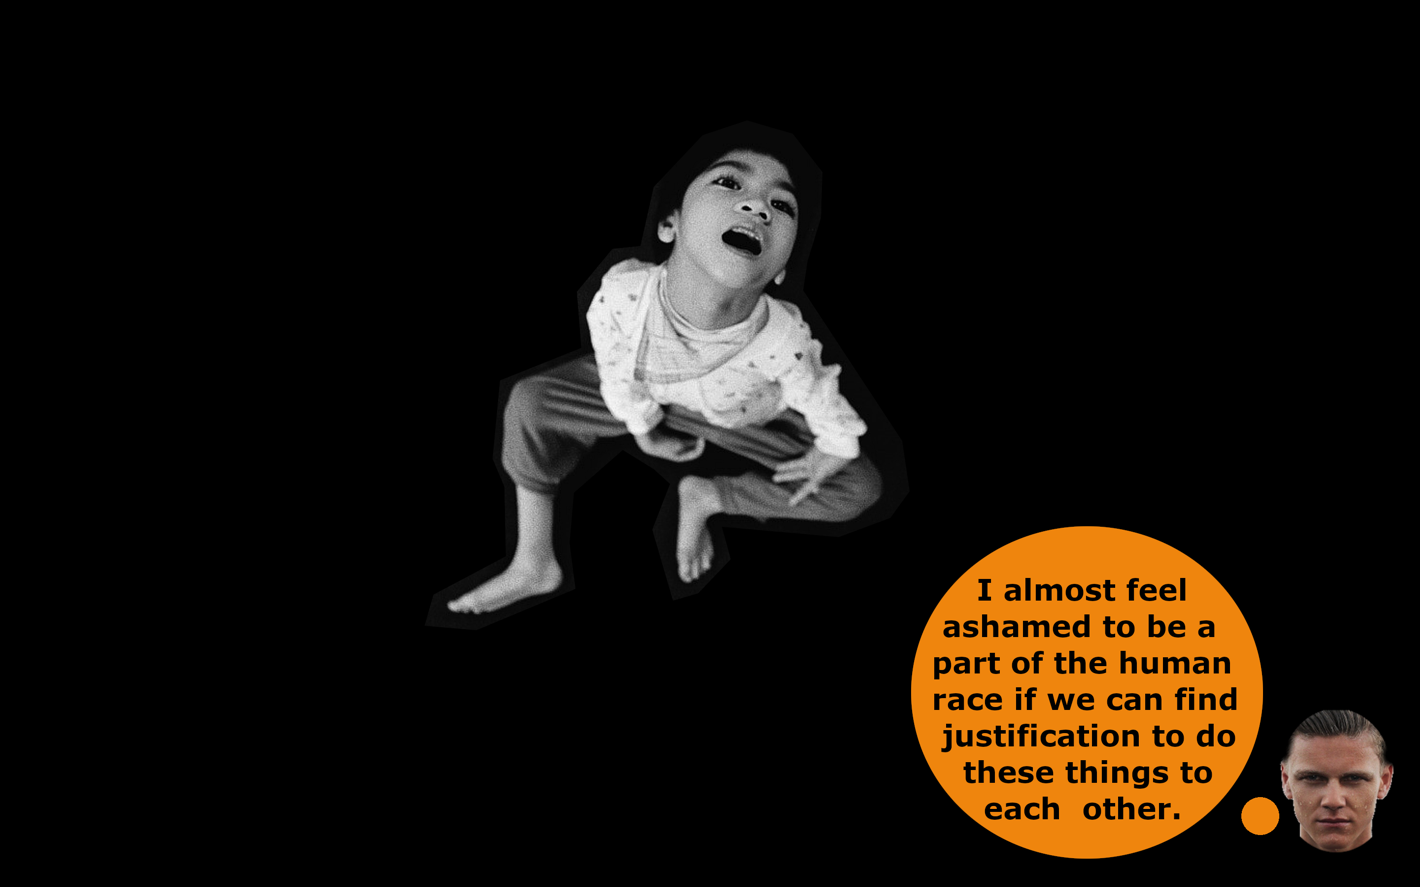 I almost feel
ashamed to be a
part of the human
race if we can find
justification to do
these things to
each  other.